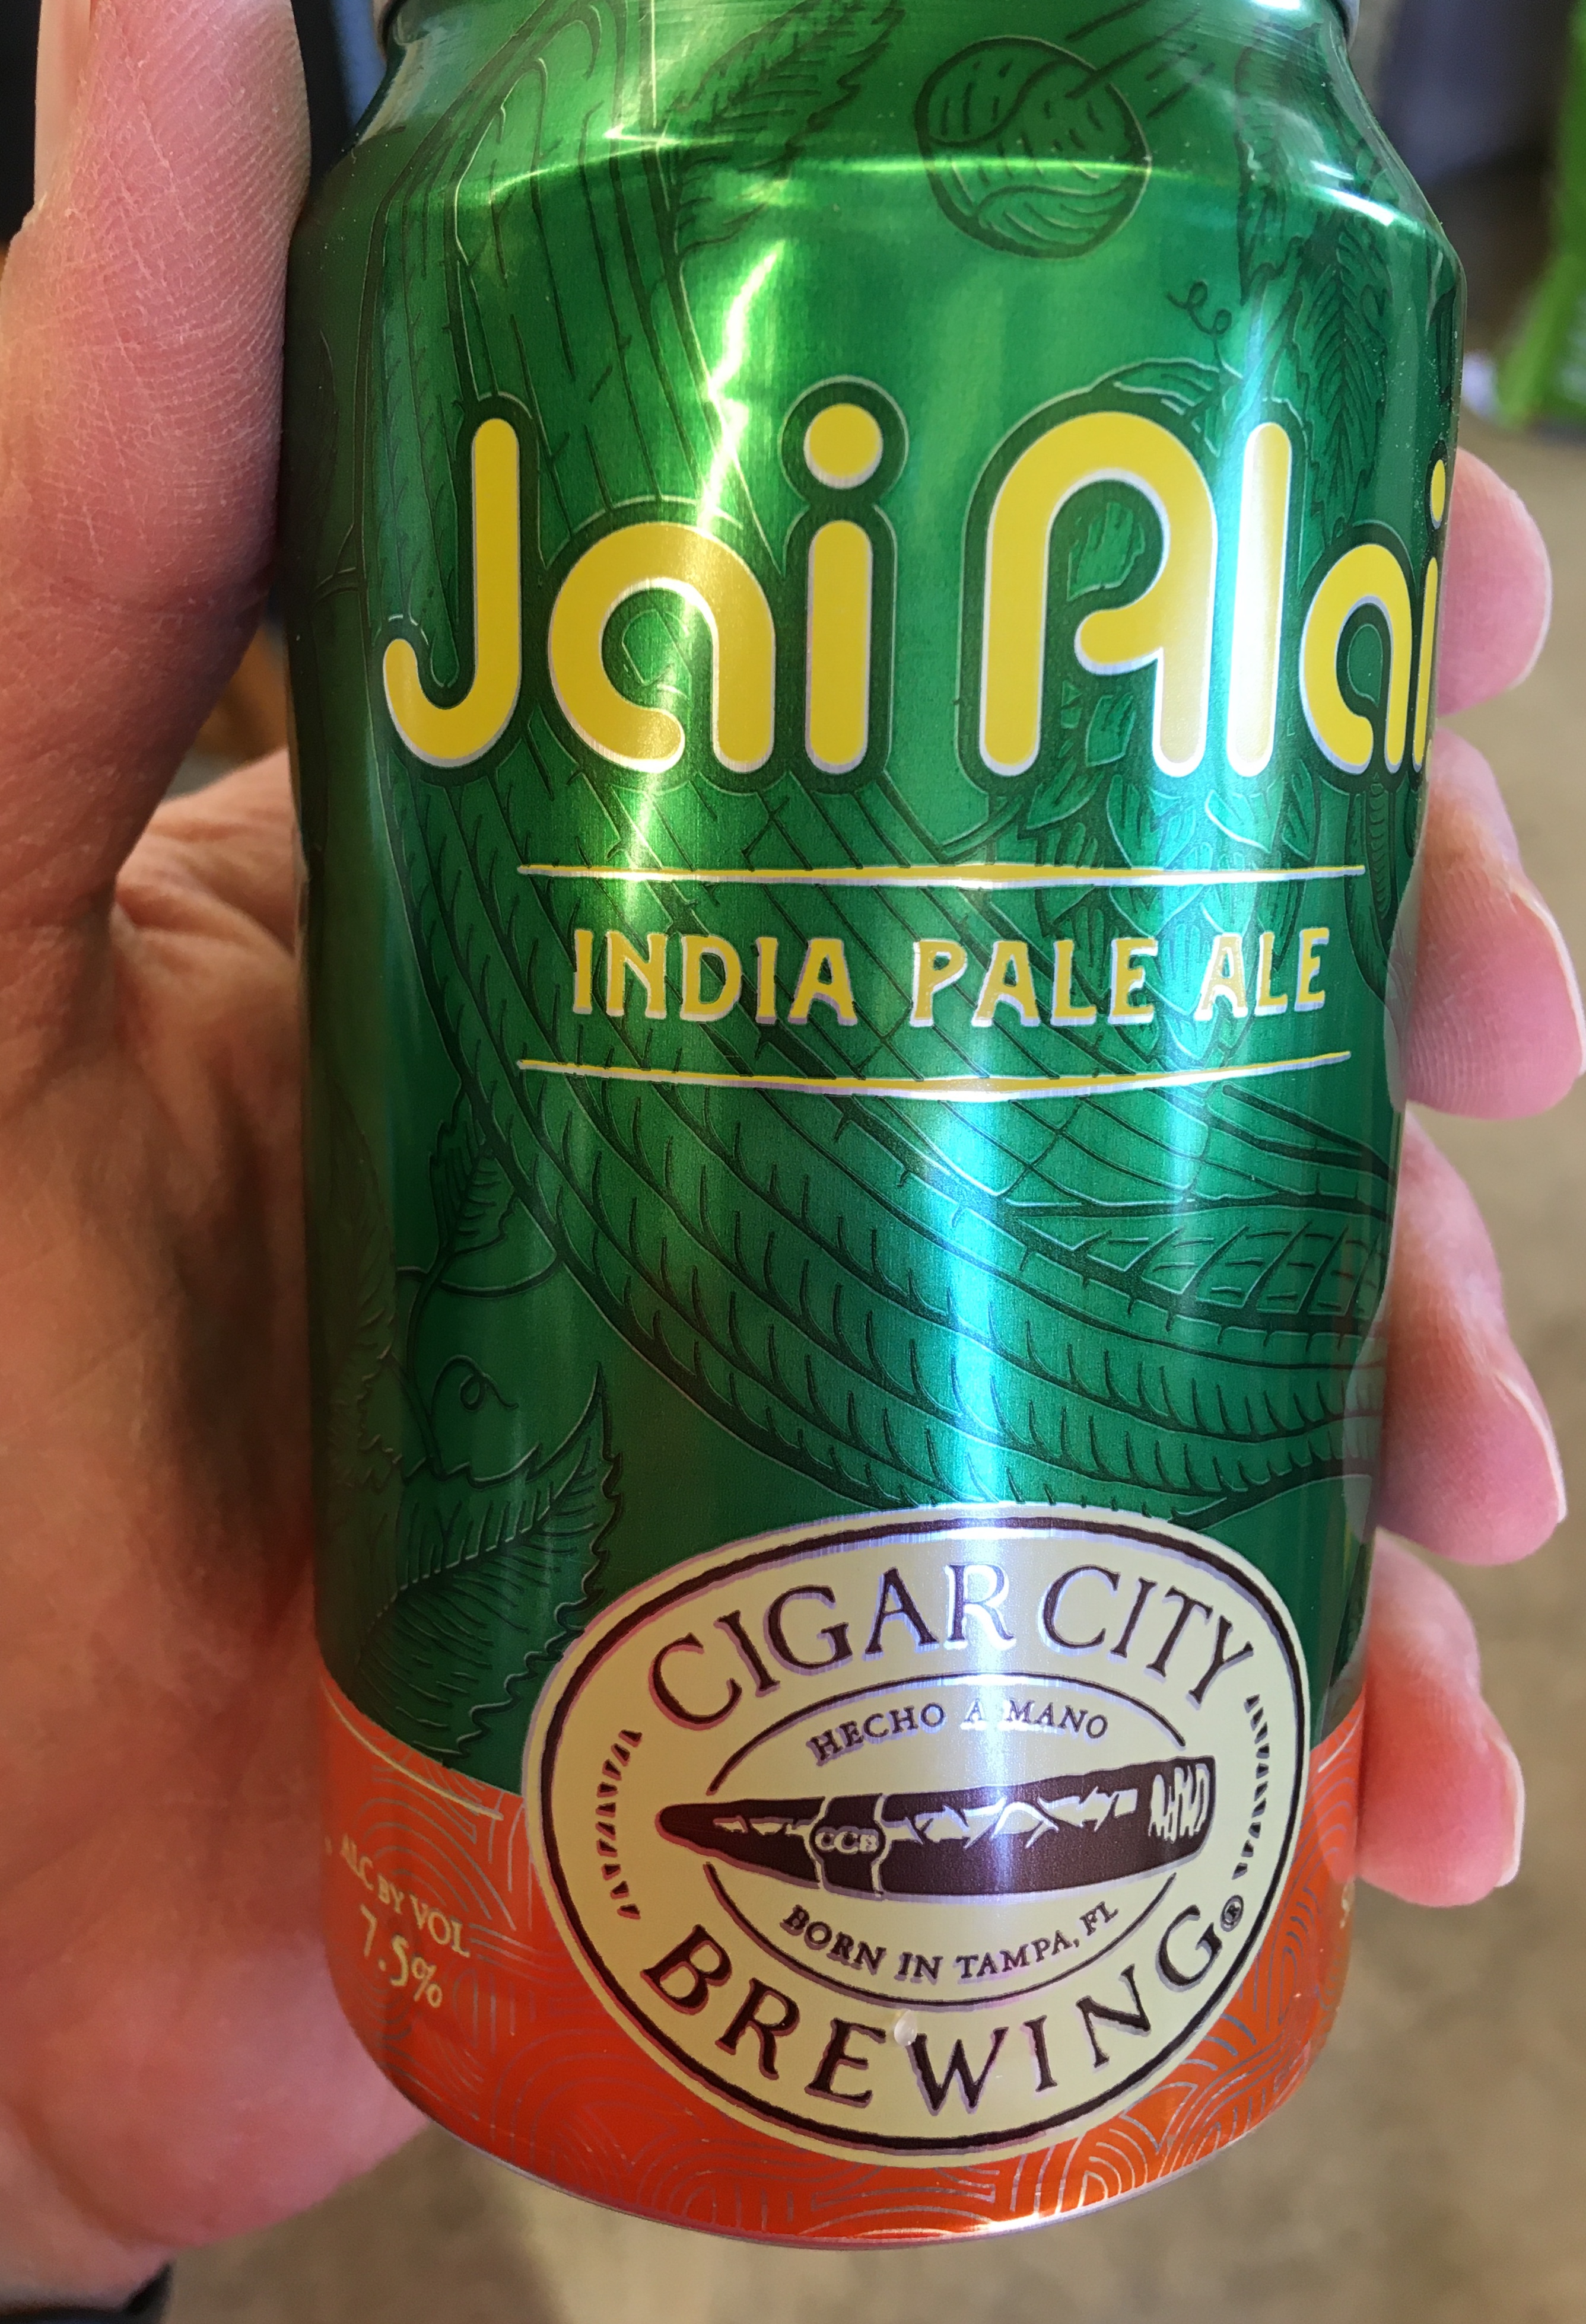 Jai Alai
INDIA PALE ALE
CIGAR CITY
HECHO A MANO
CCB
BORN IN TAMPA, FL
BREWING®
ALC BY VOL
7.5%